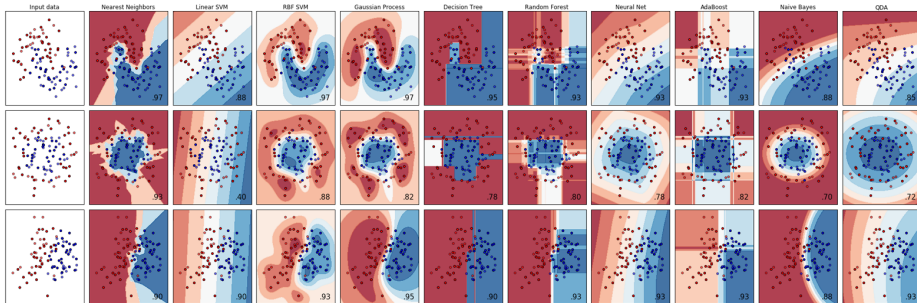 Input data
Nearest Neighbors
Linear SVM
RBF SVM
Gaussian Process
Decision Tree
Random Forest
Neural Net
AdaBoost
Naive Bayes
QDA
.97
.88
.97
.97
.95
.93
.93
.93
.88
.85
.93
.40
.88
.82
.78
.80
.78
.82
.70
.72
.90
.90
.93
.95
.90
.93
.93
.93
.88
.93